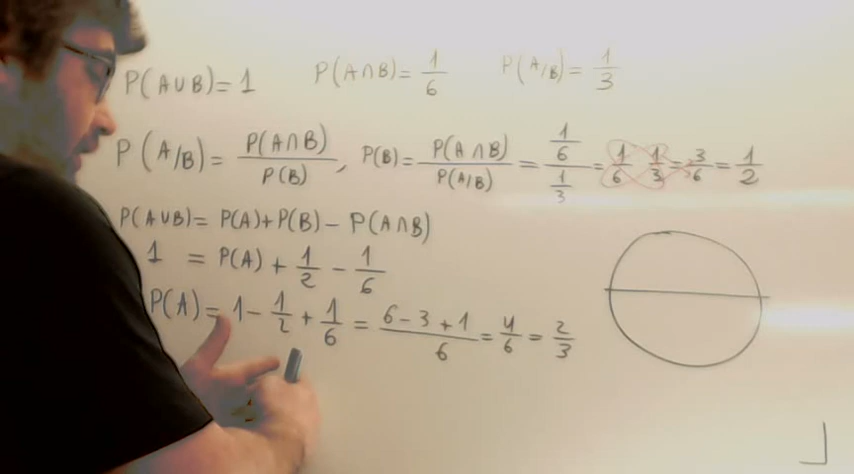 P(A∪B)=1 P(A∩B)=1/6 P(A/B)=1/3
P(A/B)=P(A∩B)/P(B), P(B)=P(A∩B)/P(A/B)=(1/6)/(1/3)=1/6 1/3=3/6=1/2
P(A∪B)=P(A)+P(B)-P(A∩B)
1 = P(A)+1/2-1/6
P(A)=1-1/2+1/6=(6-3+1)/6=4/6=2/3